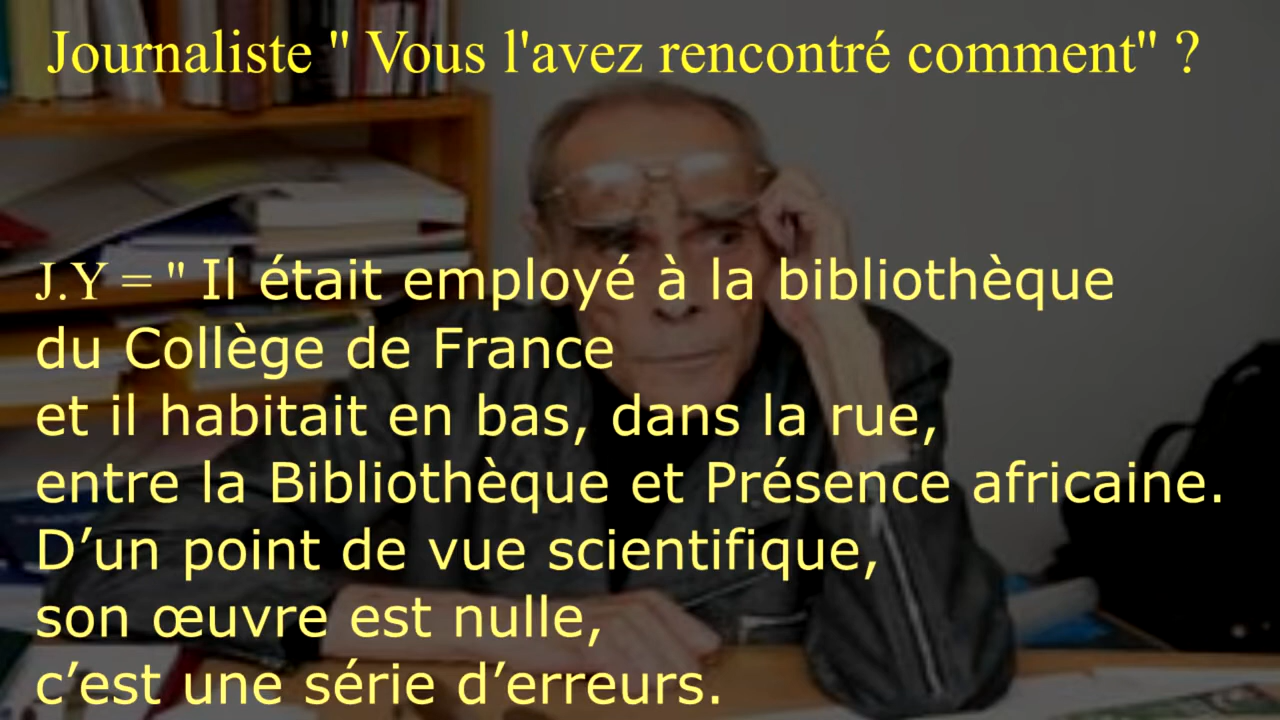 Journaliste " Vous l'avez rencontré comment" ?
J.Y = " Il était employé à la bibliothèque
du Collège de France
et il habitait en bas, dans la rue,
entre la Bibliothèque et Présence africaine.
D’un point de vue scientifique,
son œuvre est nulle,
c’est une série d’erreurs.